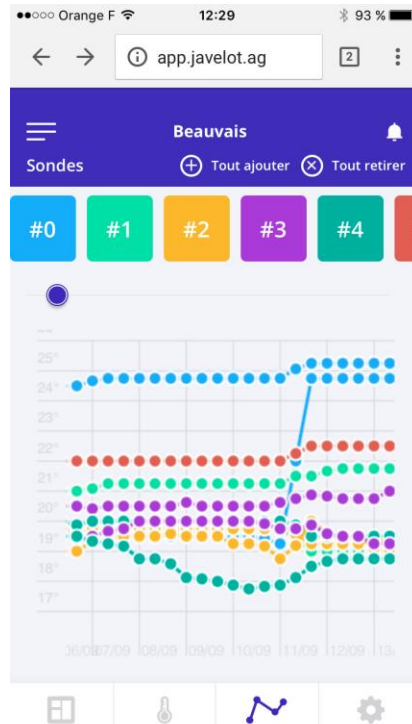 Orange F 12:29 93 %
app.javelot.ag 2
Beauvais
Sondes Tout ajouter Tout retirer
#0 #1 #2 #3 #4
25°
24°
23°
22°
21°
20°
19°
18°
17°
07/09 08/09 09/09 10/09 11/09 12/09